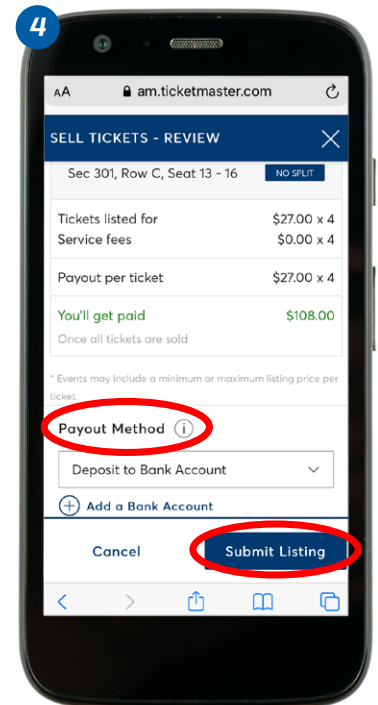 4
AA am.ticketmaster.com
SELL TICKETS - REVIEW
Sec 301, Row C, Seat 13 - 16 NO SPLIT
Tickets listed for $27.00 x 4
Service fees $0.00 x 4
Payout per ticket $27.00 x 4
You'll get paid $108.00
Once all tickets are sold
* Events may include a minimum or maximum listing price per
ticket.
Payout Method i
Deposit to Bank Account
+ Add a Bank Account
Cancel Submit Listing